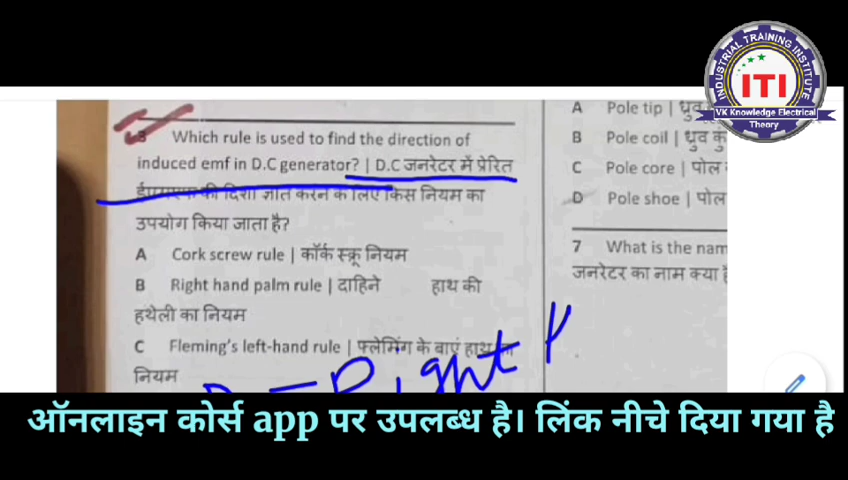 INDUSTRIAL TRAINING INSTITUTE
ITI
VK Knowledge Electrical
Theory
3 Which rule is used to find the direction of
induced emf in D.C generator? | D.C जनरेटर में प्रेरित
की दिशा ज्ञात करने के लिए किस नियम का
उपयोग किया जाता है?
A Cork screw rule | कॉर्क स्क्रू नियम
B Right hand palm rule | दाहिने हाथ की
हथेली का नियम
C Fleming's left-hand rule | फ्लेमिंग के बाएं हाथ का
नियम
Right
A Pole tip | ध्रुव
B Pole coil | ध्रुव
C Pole core | पोल
D Pole shoe | पोल
7 What is the nam
जनरेटर का नाम क्या
ऑनलाइन कोर्स app पर उपलब्ध है। लिंक नीचे दिया गया है